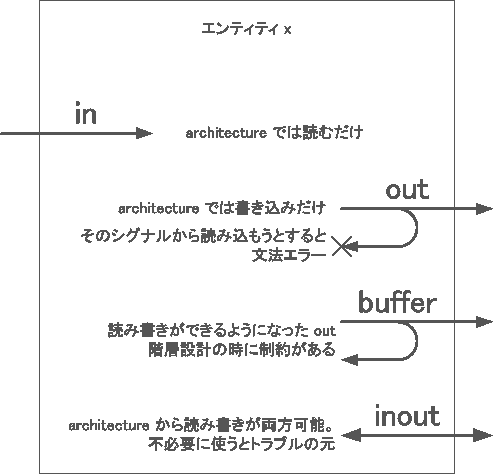 エンティティ x
in
architecture では読むだけ
out
architecture では書き込みだけ
そのシグナルから読み込もうとすると
文法エラー
buffer
読み書きができるようになった out
階層設計の時に制約がある
inout
architecture から読み書きが両方可能。
不必要に使うとトラブルの元